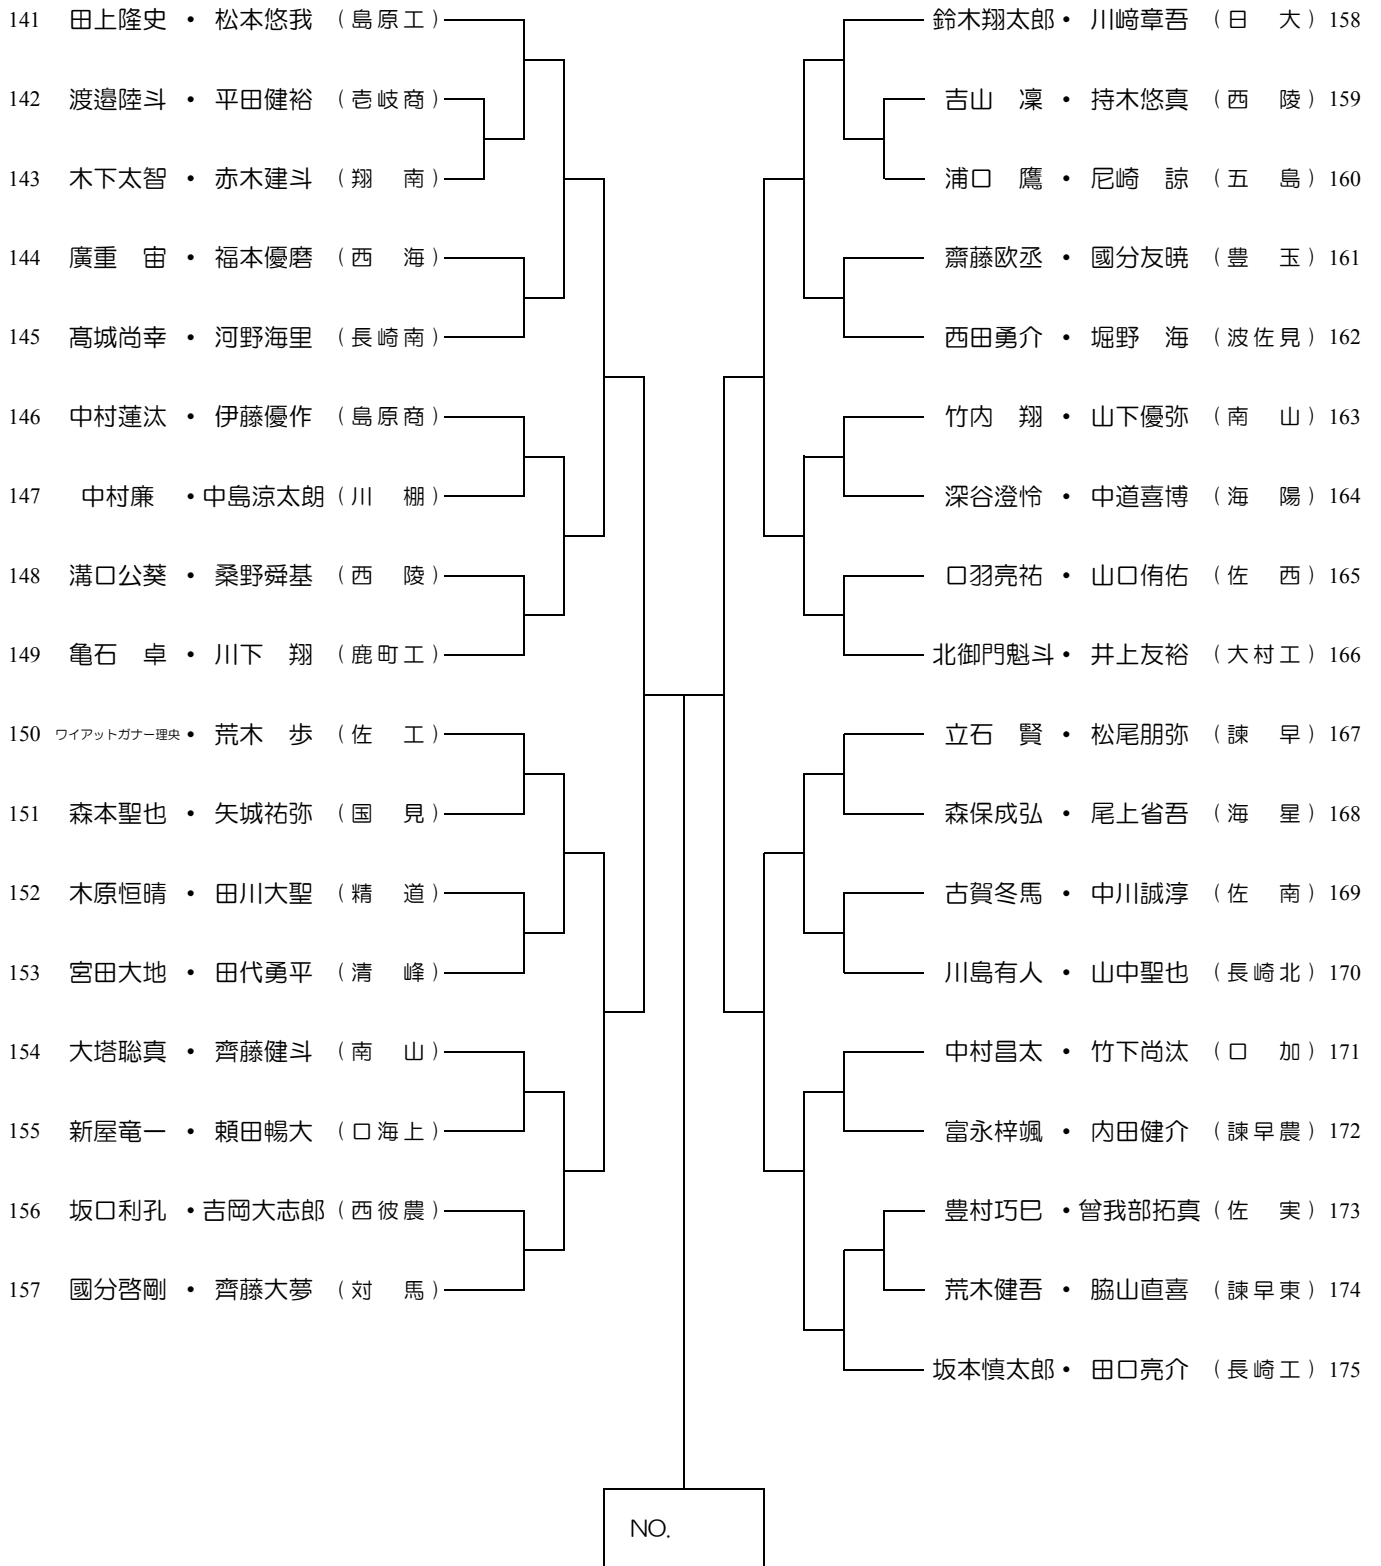 141 田上隆史 ・ 松本悠我 (島原工)
142 渡邉陸斗 ・ 平田健裕 (壱岐商)
143 木下太智 ・ 赤木建斗 (翔 南)
144 廣重 宙 ・ 福本優磨 (西 海)
145 髙城尚幸 ・ 河野海里 (長崎南)
146 中村蓮汰 ・ 伊藤優作 (島原商)
147 中村廉 ・ 中島涼太朗 (川 棚)
148 溝口公葵 ・ 桑野舜基 (西 陵)
149 亀石 卓 ・ 川下 翔 (鹿町工)
150 ワイアットガナー理央 ・ 荒木 歩 (佐 工)
151 森本聖也 ・ 矢城祐弥 (国 見)
152 木原恒晴 ・ 田川大聖 (精 道)
153 宮田大地 ・ 田代勇平 (清 峰)
154 大塔聡真 ・ 齊藤健斗 (南 山)
155 新屋竜一 ・ 頼田暢大 (口海上)
156 坂口利孔 ・ 吉岡大志郎 (西彼農)
157 國分啓剛 ・ 齊藤大夢 (対 馬)
鈴木翔太郎 ・ 川﨑章吾 (日 大) 158
吉山 凜 ・ 持木悠真 (西 陵) 159
浦口 鷹 ・ 尼崎 諒 (五 島) 160
齋藤欧丞 ・ 國分友暁 (豊 玉) 161
西田勇介 ・ 堀野 海 (波佐見) 162
竹内 翔 ・ 山下優弥 (南 山) 163
深谷澄怜 ・ 中道喜博 (海 陽) 164
口羽亮祐 ・ 山口侑佑 (佐 西) 165
北御門魁斗 ・ 井上友裕 (大村工) 166
立石 賢 ・ 松尾朋弥 (諫 早) 167
森保成弘 ・ 尾上省吾 (海 星) 168
古賀冬馬 ・ 中川誠淳 (佐 南) 169
川島有人 ・ 山中聖也 (長崎北) 170
中村昌太 ・ 竹下尚汰 (口 加) 171
富永梓颯 ・ 内田健介 (諫早農) 172
豊村巧巳 ・ 曾我部拓真 (佐 実) 173
荒木健吾 ・ 脇山直喜 (諫早東) 174
坂本慎太郎 ・ 田口亮介 (長崎工) 175
NO.